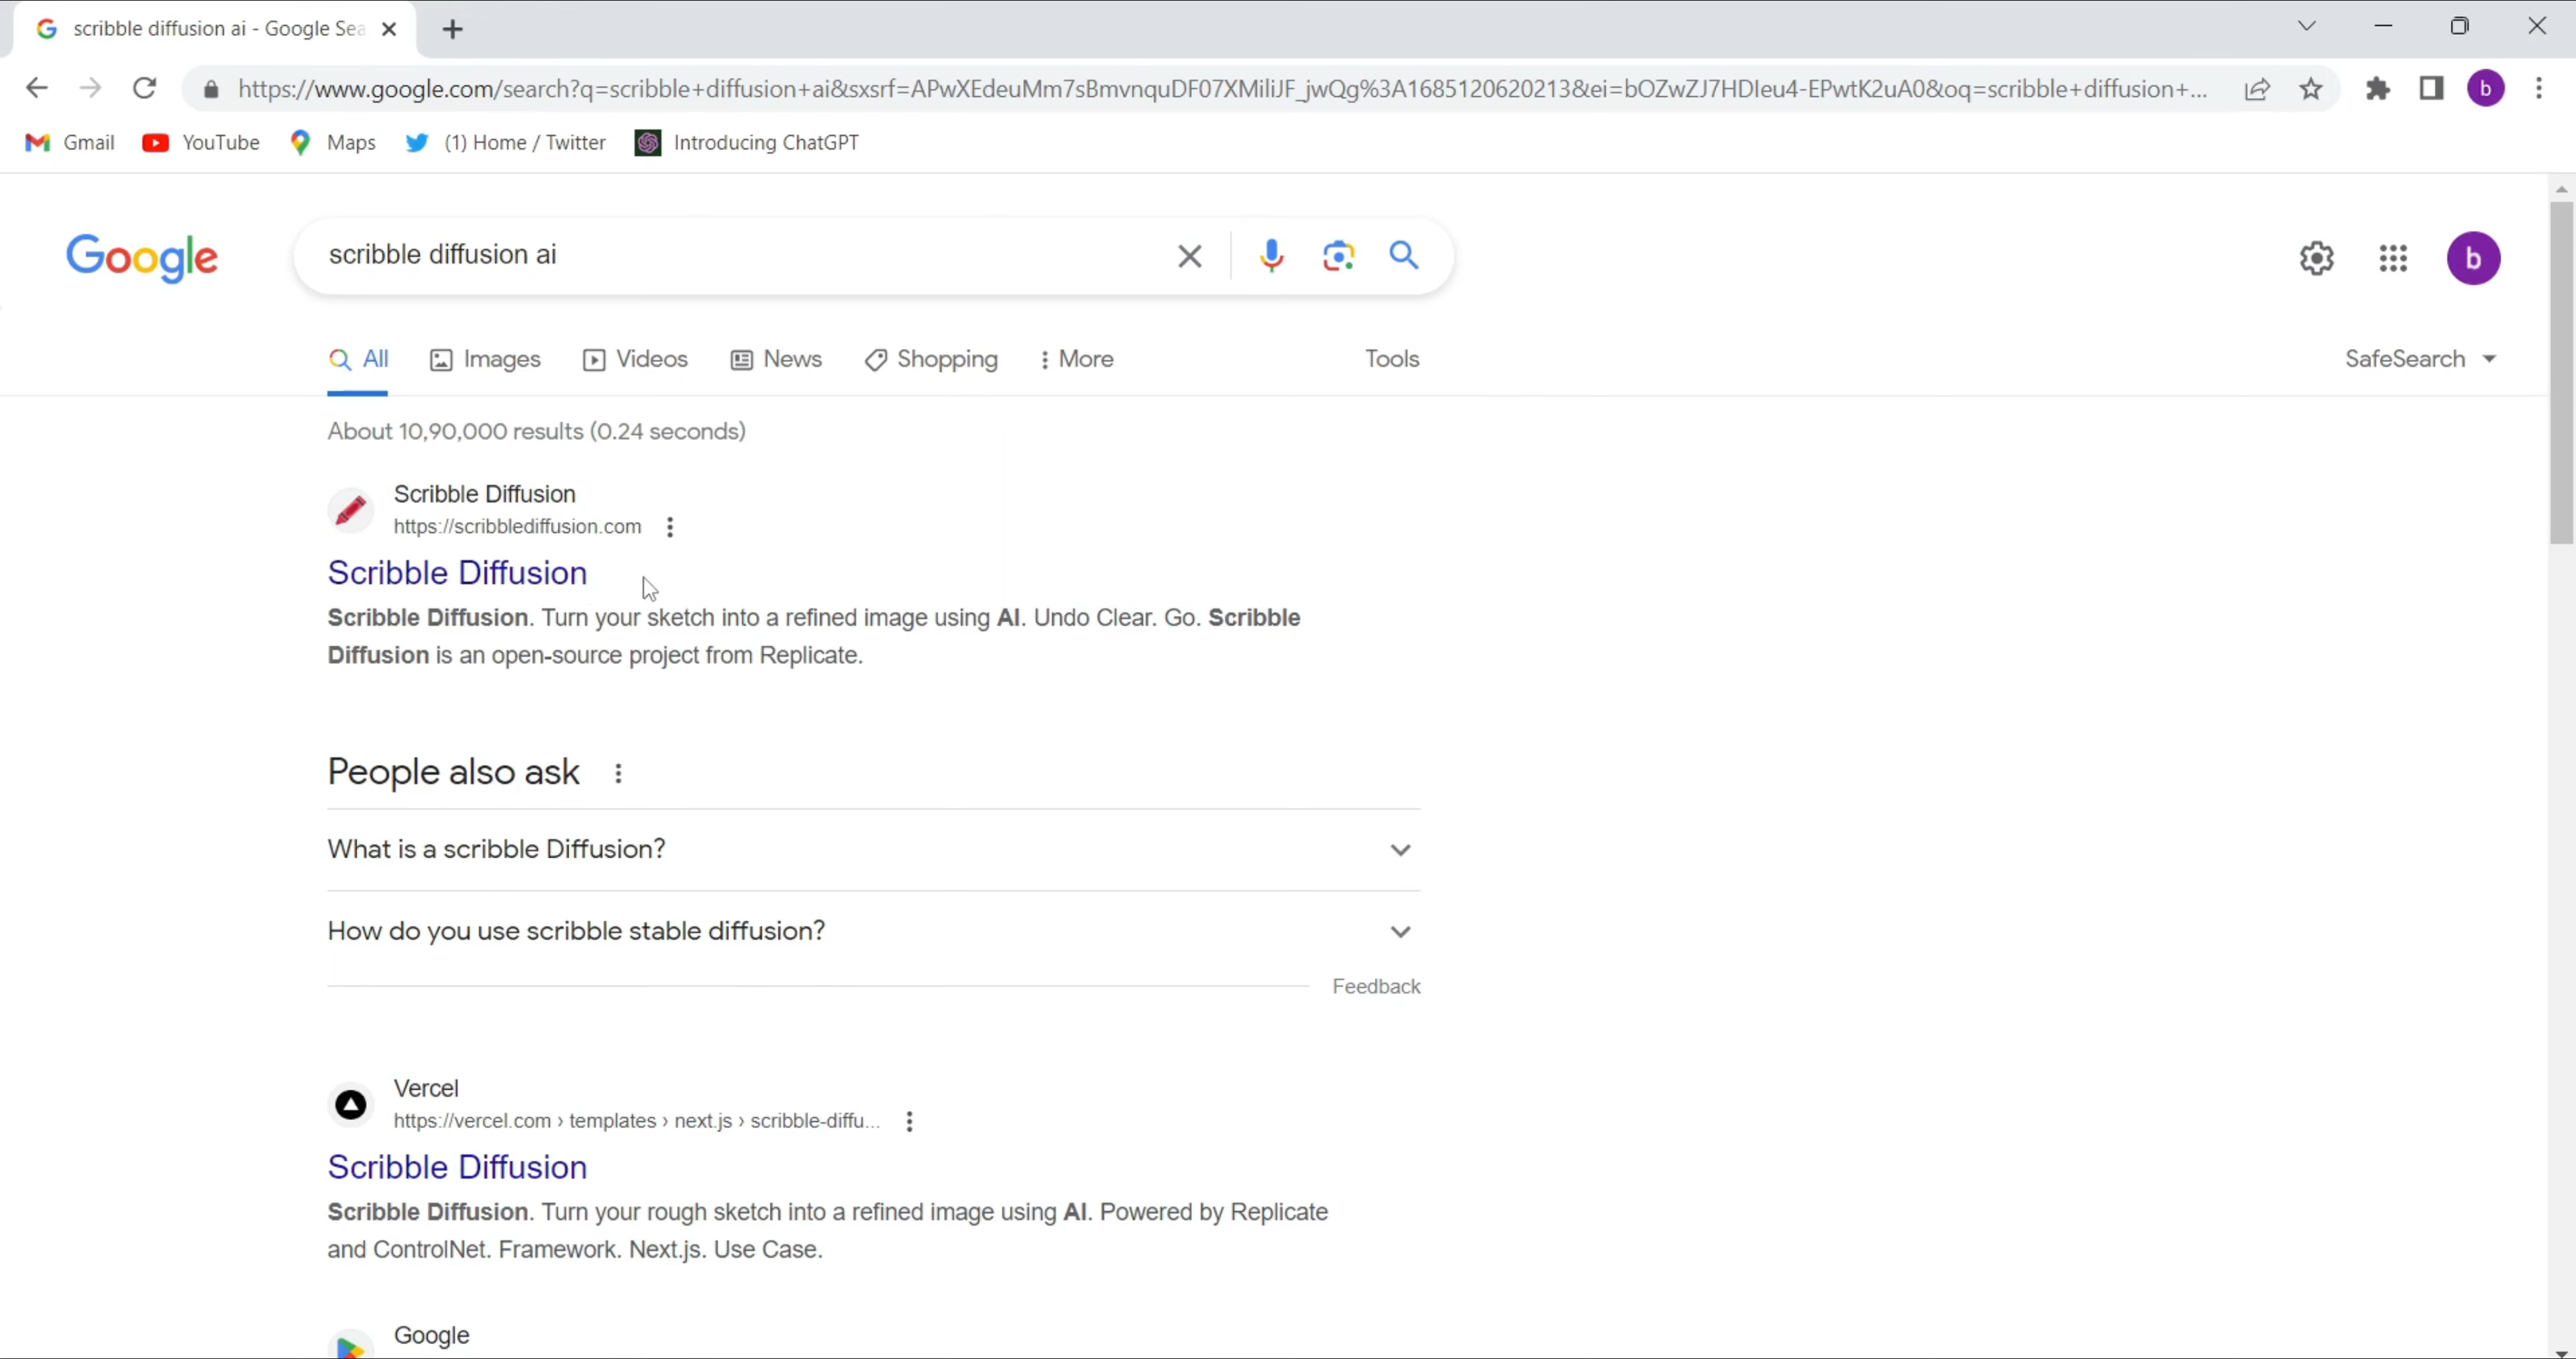 scribble diffusion ai - Google Sea
https://www.google.com/search?q=scribble+diffusion+ai&sxsrf=APwXEdeuMm7sBmvnquDF07XMiliJF_jwQg%3A1685120620213&ei=bOZwZJ7HDIeu4-EPwtK2uA0&oq=scribble+diffusion+...
b
Gmail YouTube Maps (1) Home / Twitter Introducing ChatGPT
Google
scribble diffusion ai
b
All Images Videos News Shopping More Tools SafeSearch
About 10,90,000 results (0.24 seconds)
Scribble Diffusion
https://scribblediffusion.com
Scribble Diffusion
Scribble Diffusion. Turn your sketch into a refined image using AI. Undo Clear. Go. Scribble
Diffusion is an open-source project from Replicate.
People also ask
What is a scribble Diffusion?
How do you use scribble stable diffusion?
Feedback
Vercel
https://vercel.com › templates › next.js › scribble-diffu...
Scribble Diffusion
Scribble Diffusion. Turn your rough sketch into a refined image using AI. Powered by Replicate
and ControlNet. Framework. Next.js. Use Case.
Google